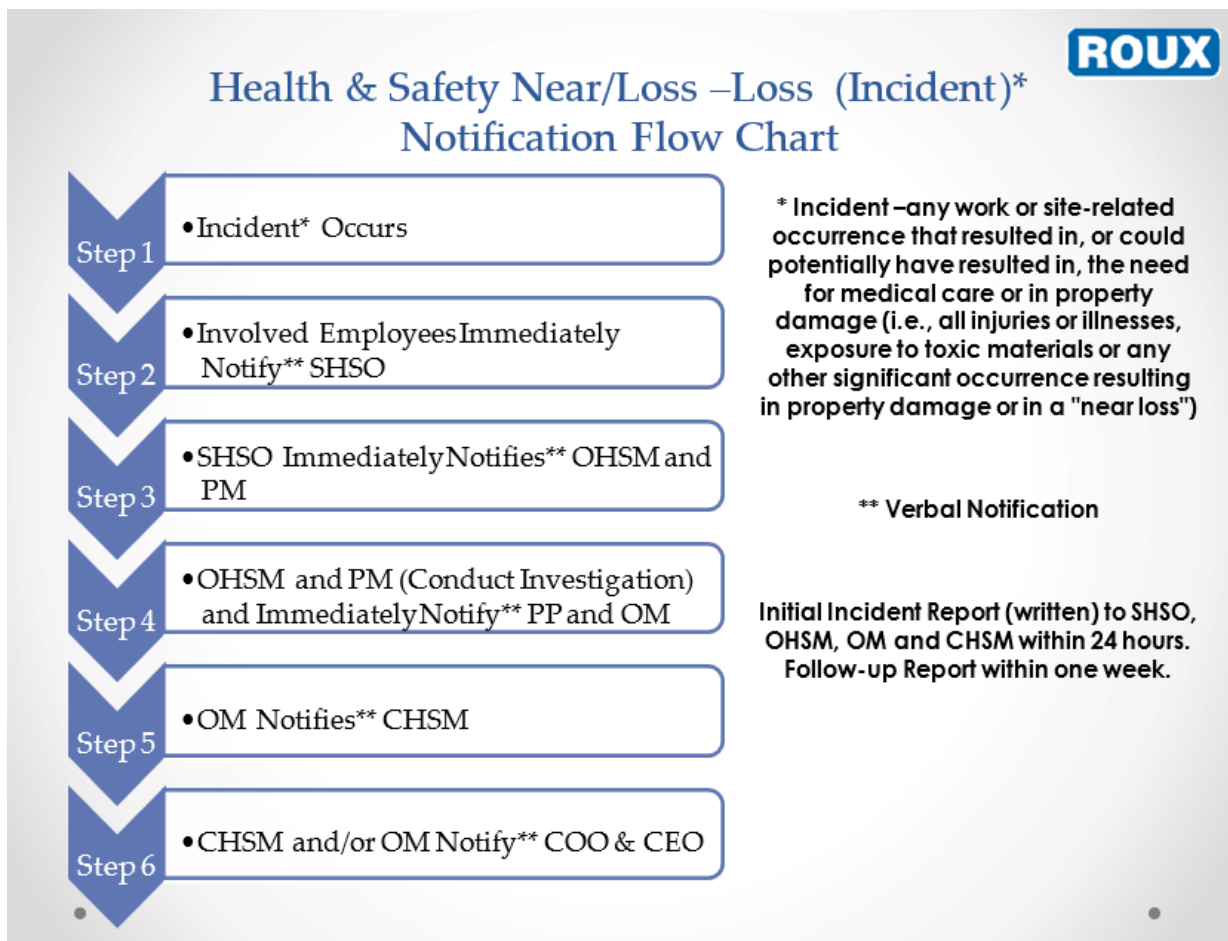 ROUX
Health & Safety Near/Loss –Loss (Incident)*
Notification Flow Chart
Step 1
•Incident* Occurs
Step 2
•Involved Employees Immediately
Notify** SHSO
Step 3
•SHSO Immediately Notifies** OHSM and
PM
Step 4
•OHSM and PM (Conduct Investigation)
and Immediately Notify** PP and OM
Step 5
•OM Notifies** CHSM
Step 6
•CHSM and/or OM Notify** COO & CEO
* Incident –any work or site-related
occurrence that resulted in, or could
potentially have resulted in, the need
for medical care or in property
damage (i.e., all injuries or illnesses,
exposure to toxic materials or any
other significant occurrence resulting
in property damage or in a "near loss")
** Verbal Notification
Initial Incident Report (written) to SHSO,
OHSM, OM and CHSM within 24 hours.
Follow-up Report within one week.